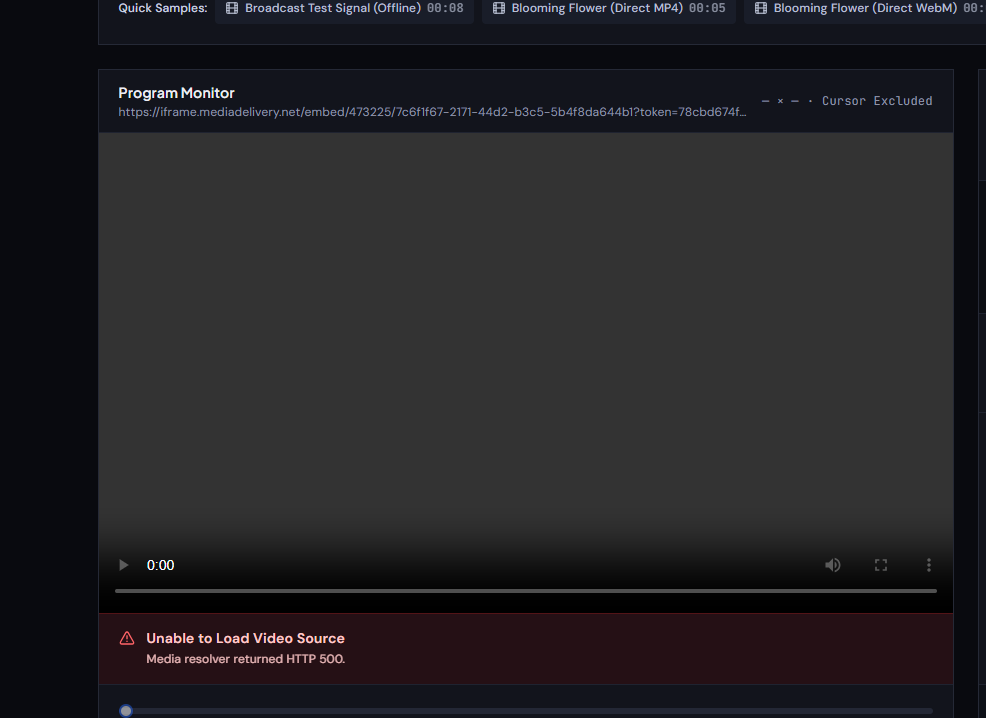 Quick Samples: Broadcast Test Signal (Offline) 00:08 Blooming Flower (Direct MP4) 00:05 Blooming Flower (Direct WebM) 00:
Program Monitor
https://iframe.mediadelivery.net/embed/473225/7c6f1f67-2171-44d2-b3c5-5b4f8da644b1?token=78cbd674f…
— × — · Cursor Excluded
0:00
Unable to Load Video Source
Media resolver returned HTTP 500.